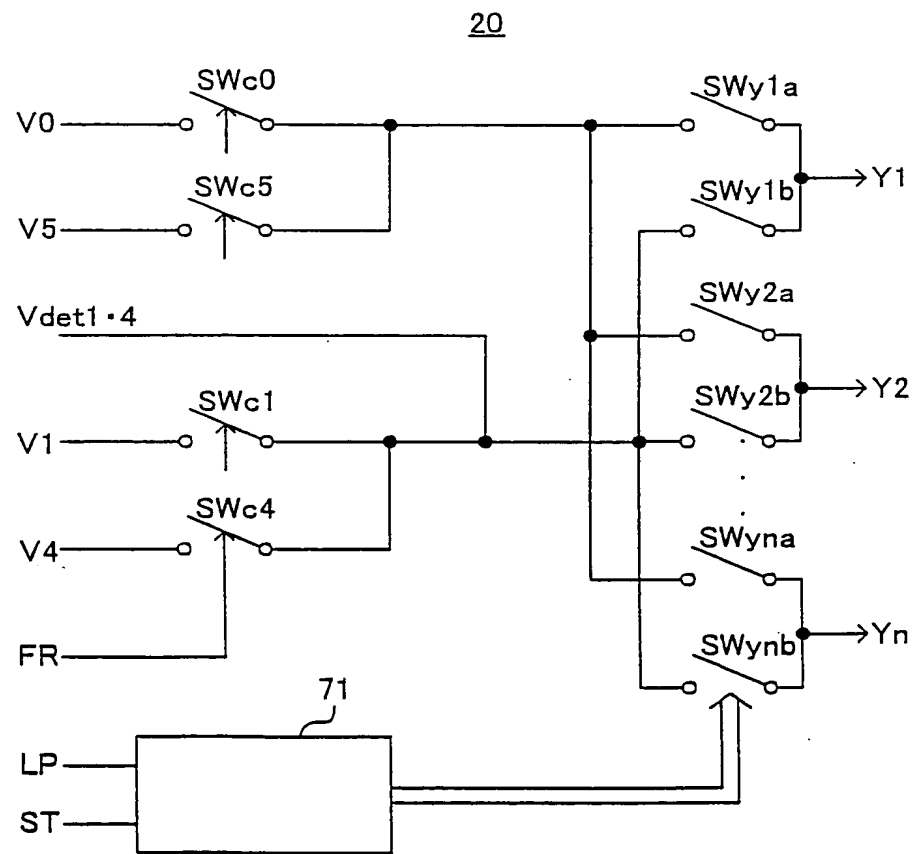 20
SWc0
SWy1a
V0
Y1
SWc5
SWy1b
V5
Vdet1・4
SWy2a
Y2
SWc1
SWy2b
V1
SWc4
SWyna
V4
Yn
FR
SWynb
71
LP
ST